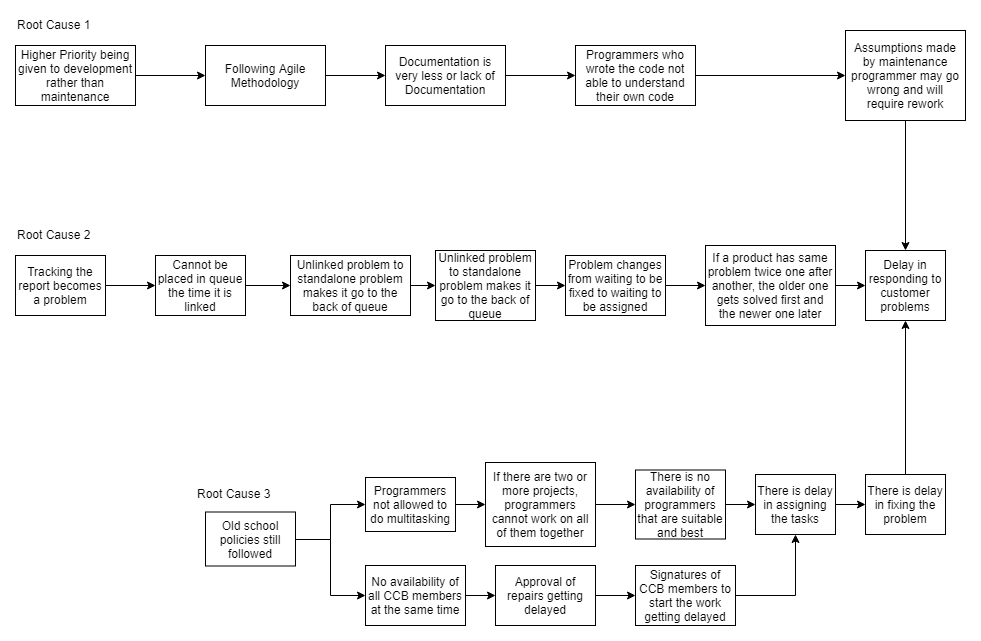 Root Cause 1
Higher Priority being
given to development
rather than
maintenance
Following Agile
Methodology
Documentation is
very less or lack of
Documentation
Programmers who
wrote the code not
able to understand
their own code
Assumptions made
by maintenance
programmer may go
wrong and will
require rework
Root Cause 2
Tracking the
report becomes
a problem
Cannot be
placed in queue
the time it is
linked
Unlinked problem to
standalone problem
makes it go to the
back of queue
Unlinked problem
to standalone
problem makes it
go to the back of
queue
Problem changes
from waiting to be
fixed to waiting to
be assigned
If a product has same
problem twice one after
another, the older one
gets solved first and
the newer one later
Delay in
responding to
customer
problems
Root Cause 3
Old school
policies still
followed
Programmers
not allowed to
do multitasking
If there are two or
more projects,
programmers
cannot work on all
of them together
There is no
availability of
programmers
that are suitable
and best
There is delay
in assigning
the tasks
There is delay
in fixing the
problem
No availability of
all CCB members
at the same time
Approval of
repairs getting
delayed
Signatures of
CCB members to
start the work
getting delayed